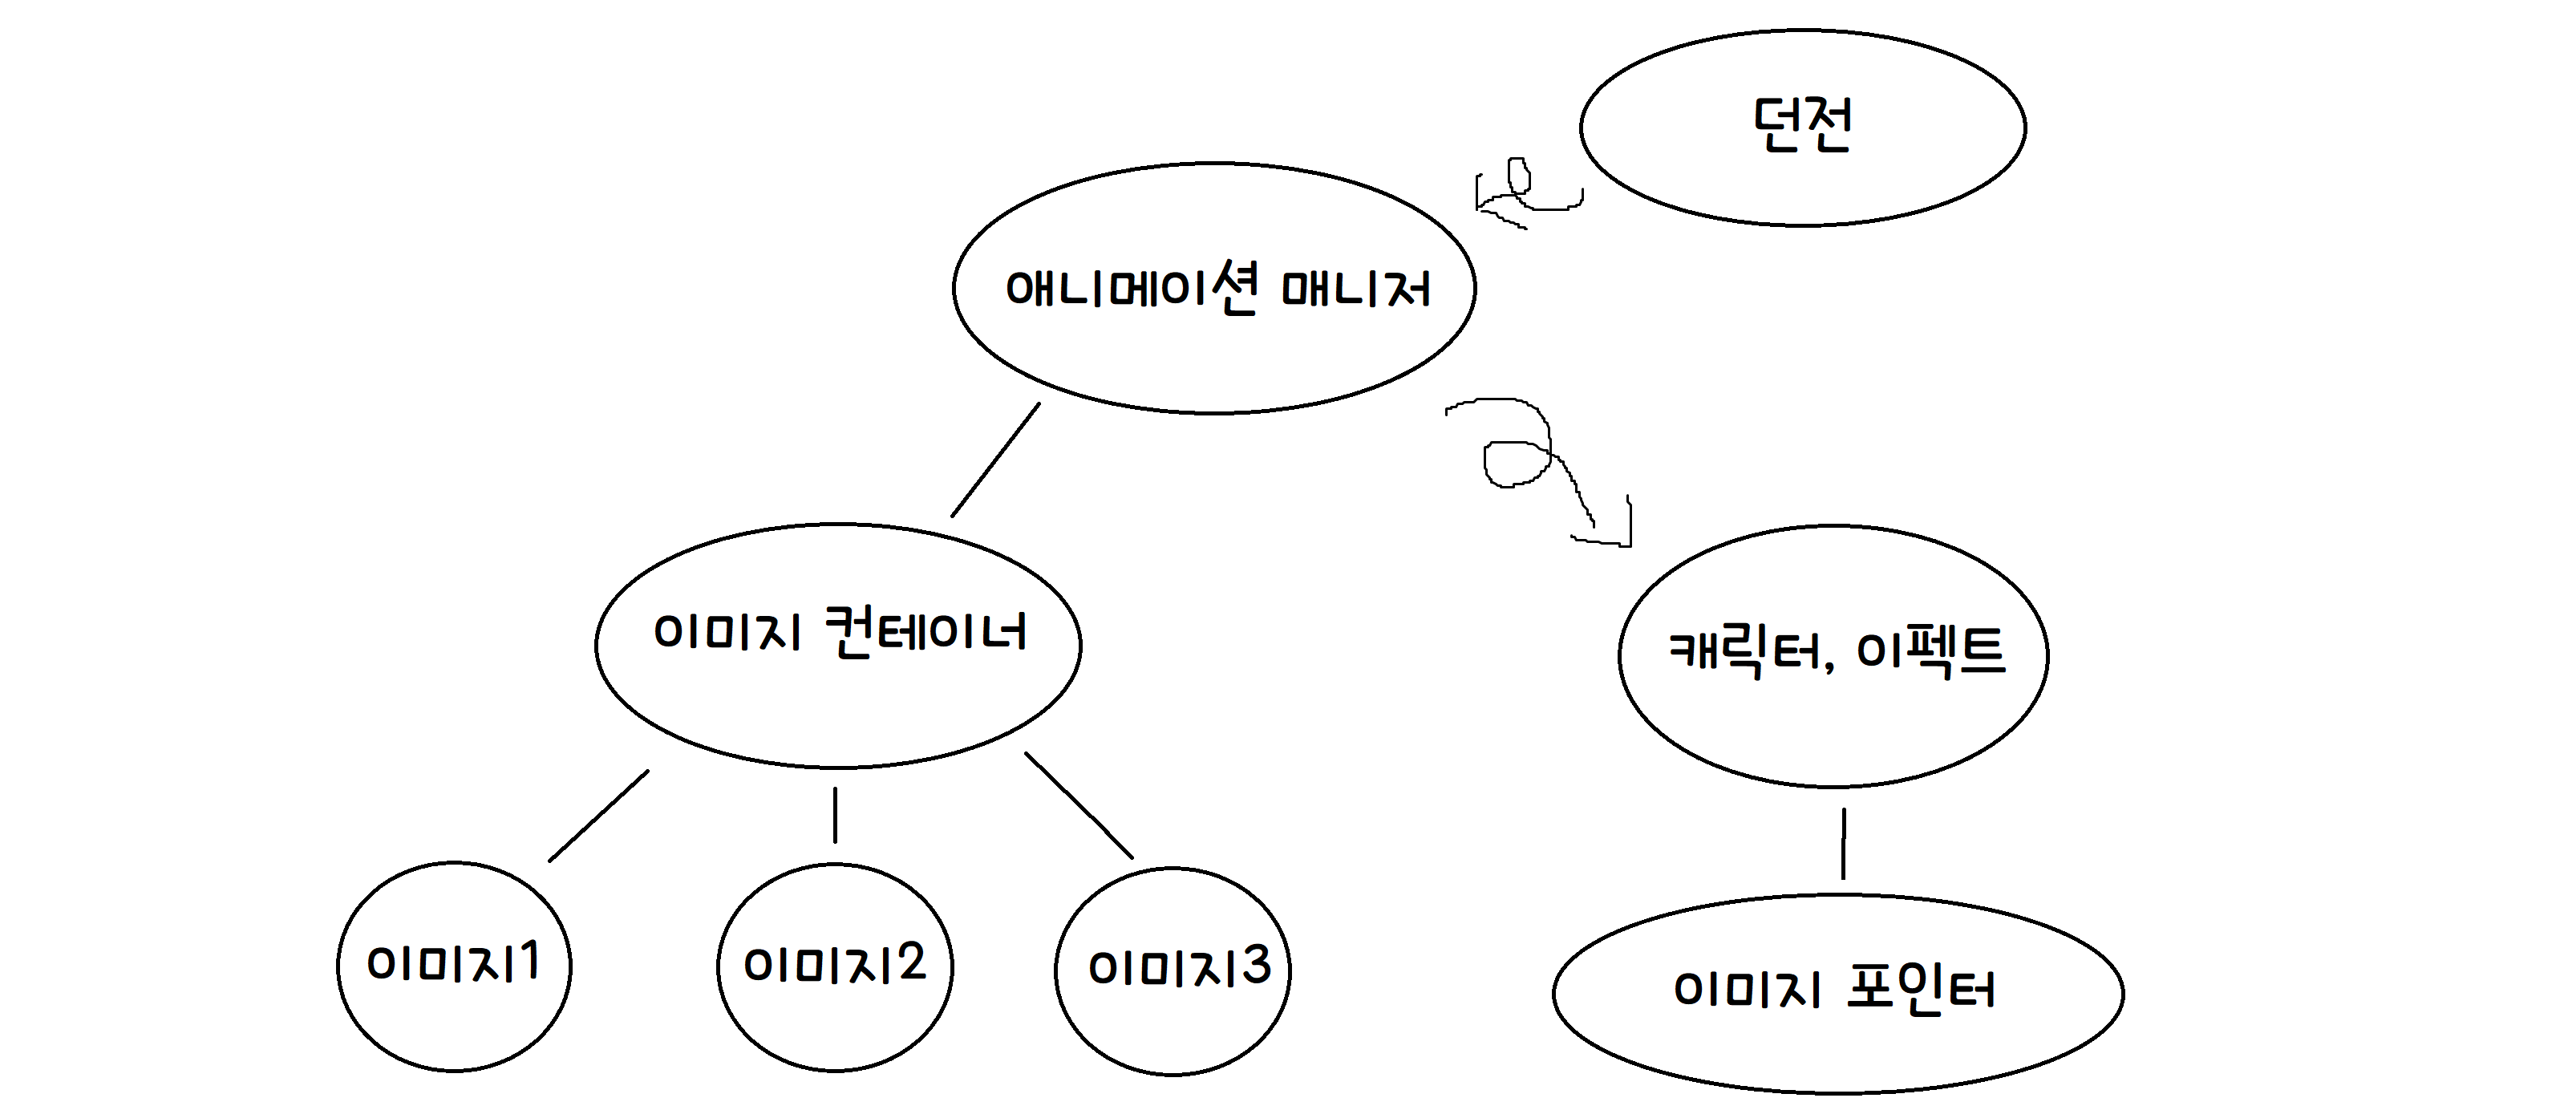 던전
애니메이션 매니저
이미지 컨테이너
캐릭터, 이펙트
이미지1
이미지2
이미지3
이미지 포인터